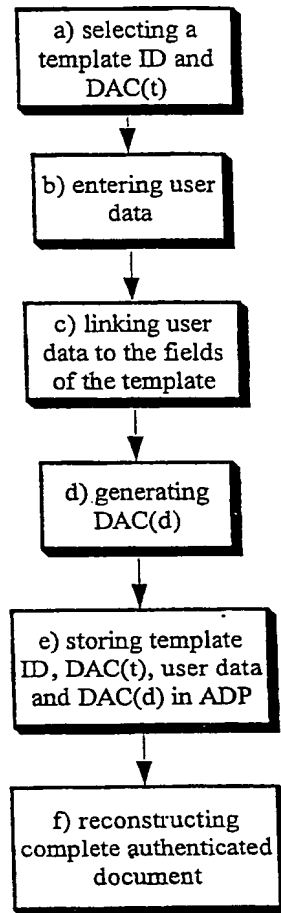 a) selecting a
template ID and
DAC(t)
b) entering user
data
c) linking user
data to the fields
of the template
d) generating
DAC(d)
e) storing template
ID, DAC(t), user data
and DAC(d) in ADP
f) reconstructing
complete authenticated
document